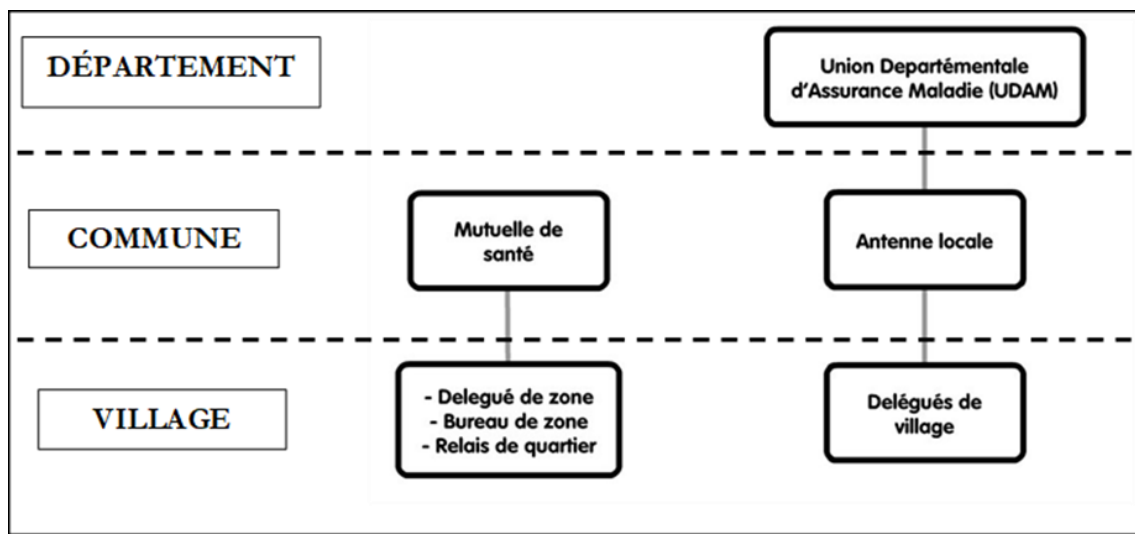 DÉPARTEMENT
Union Departémentale
d'Assurance Maladie (UDAM)
COMMUNE
Mutuelle de
santé
Antenne locale
VILLAGE
- Delegué de zone
- Bureau de zone
- Relais de quartier
Delégués de
village